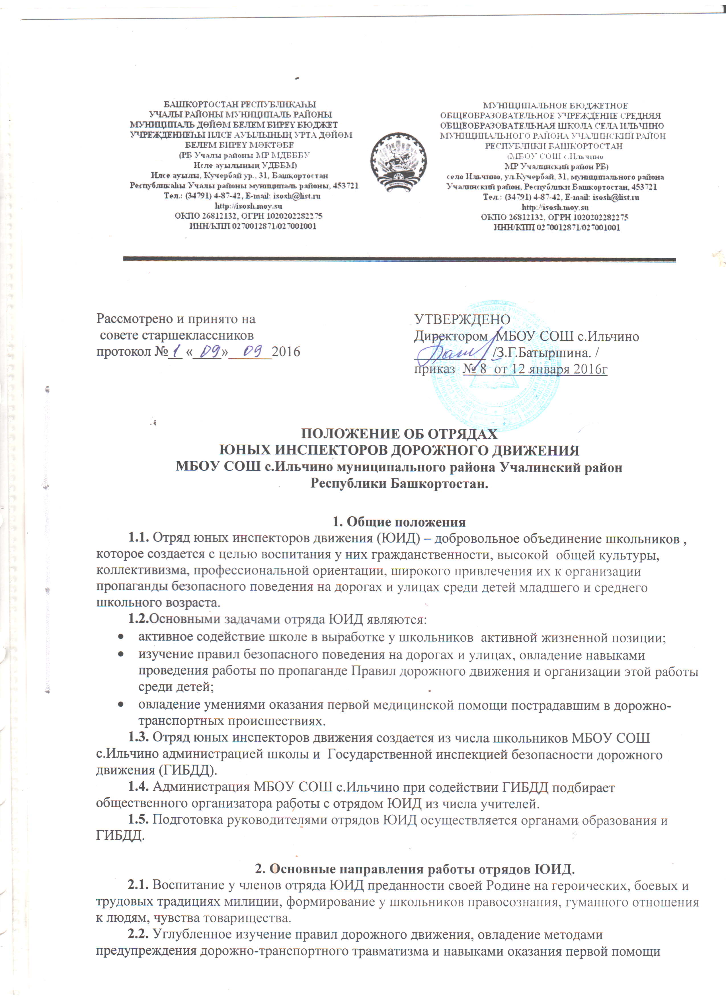 БАШКОРТОСТАН РЕСПУБЛИКАҺЫ
УЧАЛЫ РАЙОНЫ МУНИЦИПАЛЬ РАЙОНЫ
МУНИЦИПАЛЬ ДӨЙӨМ БЕЛЕМ БИРЕҮ БЮДЖЕТ
УЧРЕЖДЕНИЕҺЫ ИЛСЕ АУЫЛЫНЫҢ УРТА ДӨЙӨМ
БЕЛЕМ БИРЕҮ МӘКТӘБЕ
(РБ Учалы районы МР МДБББУ
Исле ауылының УДББМ)
Илсе ауылы, Кучербай ур., 31, Башҡортостан
Республикаһы Учалы районы муниципаль районы, 453721
Тел.: (34791) 4-87-42, E-mail: isosh@list.ru
http://isosh.moy.su
ОКПО 26812132, ОГРН 1020202282275
ИНН/КПП 0270012871/027001001
МУНИЦИПАЛЬНОЕ БЮДЖЕТНОЕ
ОБЩЕОБРАЗОВАТЕЛЬНОЕ УЧРЕЖДЕНИЕ СРЕДНЯЯ
ОБЩЕОБРАЗОВАТЕЛЬНАЯ ШКОЛА СЕЛА ИЛЬЧИНО
МУНИЦИПАЛЬНОГО РАЙОНА УЧАЛИНСКИЙ РАЙОН
РЕСПУБЛИКИ БАШКОРТОСТАН
(МБОУ СОШ с.Ильчино
МР Учалинский район РБ)
село Ильчино, ул.Кучербай, 31, муниципального района
Учалинский район, Республики Башкортостан, 453721
Тел.: (34791) 4-87-42, E-mail: isosh@list.ru
http://isosh.moy.su
ОКПО 26812132, ОГРН 1020202282275
ИНН/КПП 0270012871/027001001
Рассмотрено и принято на
совете старшеклассников
протокол № 1 « 09 » 09 2016
УТВЕРЖДЕНО
Директором МБОУ СОШ с.Ильчино
__________ /З.Г.Батыршина. /
приказ № 8 от 12 января 2016г
ПОЛОЖЕНИЕ ОБ ОТРЯДАХ
ЮНЫХ ИНСПЕКТОРОВ ДОРОЖНОГО ДВИЖЕНИЯ
МБОУ СОШ с.Ильчино муниципального района Учалинский район
Республики Башкортостан.
1. Общие положения
1.1. Отряд юных инспекторов движения (ЮИД) – добровольное объединение школьников ,
которое создается с целью воспитания у них гражданственности, высокой общей культуры,
коллективизма, профессиональной ориентации, широкого привлечения их к организации
пропаганды безопасного поведения на дорогах и улицах среди детей младшего и среднего
школьного возраста.
1.2.Основными задачами отряда ЮИД являются:
• активное содействие школе в выработке у школьников активной жизненной позиции;
• изучение правил безопасного поведения на дорогах и улицах, овладение навыками
проведения работы по пропаганде Правил дорожного движения и организации этой работы
среди детей;
• овладение умениями оказания первой медицинской помощи пострадавшим в дорожно-
транспортных происшествиях.
1.3. Отряд юных инспекторов движения создается из числа школьников МБОУ СОШ
с.Ильчино администрацией школы и Государственной инспекцией безопасности дорожного
движения (ГИБДД).
1.4. Администрация МБОУ СОШ с.Ильчино при содействии ГИБДД подбирает
общественного организатора работы с отрядом ЮИД из числа учителей.
1.5. Подготовка руководителями отрядов ЮИД осуществляется органами образования и
ГИБДД.
2. Основные направления работы отрядов ЮИД.
2.1. Воспитание у членов отряда ЮИД преданности своей Родине на героических, боевых и
трудовых традициях милиции, формирование у школьников правосознания, гуманного отношения
к людям, чувства товарищества.
2.2. Углубленное изучение правил дорожного движения, овладение методами
предупреждения дорожно-транспортного травматизма и навыками оказания первой помощи